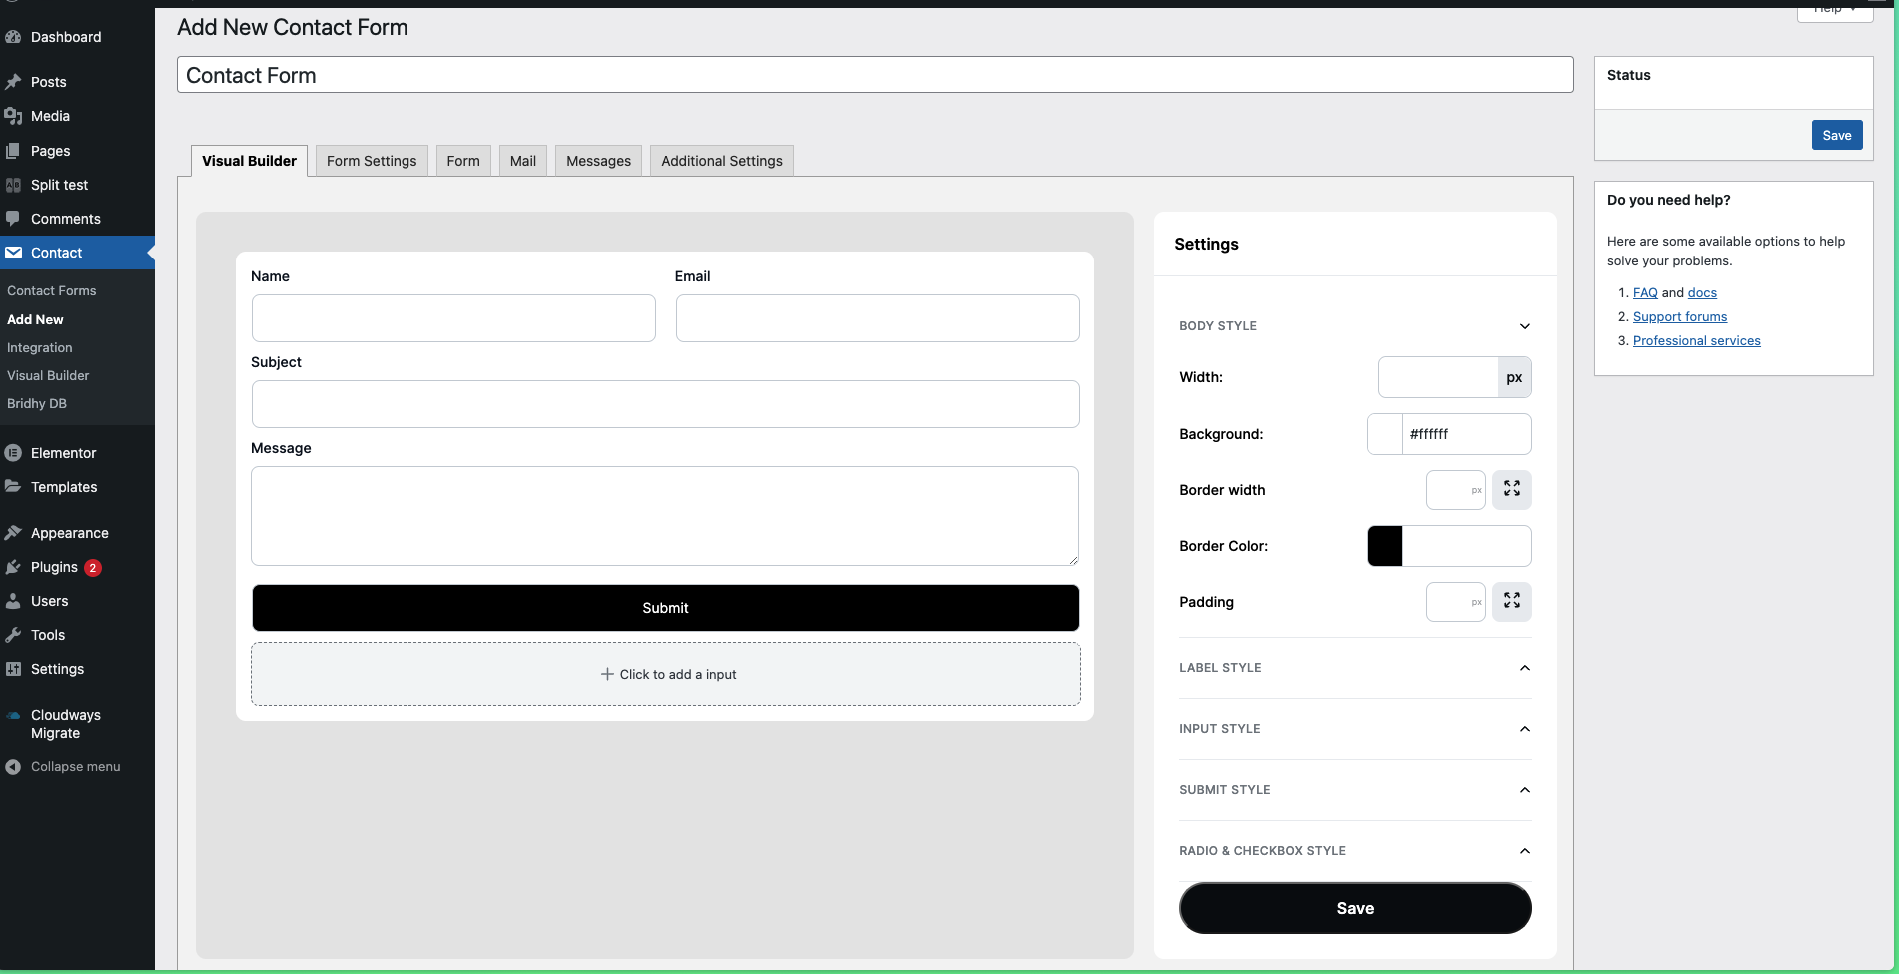 Help
Add New Contact Form
Dashboard
Posts
Media
Pages
Split test
Comments
Contact
Contact Forms
Add New
Integration
Visual Builder
Bridhy DB
Elementor
Templates
Appearance
Plugins 2
Users
Tools
Settings
Cloudways
Migrate
Collapse menu
Contact Form
Visual Builder Form Settings Form Mail Messages Additional Settings
Name Email
Subject
Message
Submit
Click to add a input
Settings
BODY STYLE
Width: px
Background: #ffffff
Border width px
Border Color:
Padding px
LABEL STYLE
INPUT STYLE
SUBMIT STYLE
RADIO & CHECKBOX STYLE
Save
Status
Save
Do you need help?
Here are some available options to help
solve your problems.
1. FAQ and docs
2. Support forums
3. Professional services